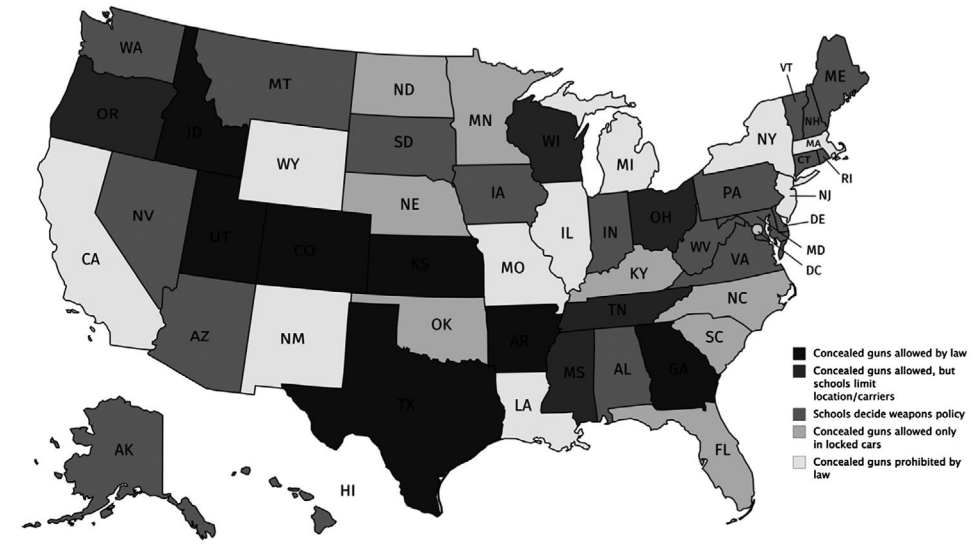 WA
MT
ND
MN
VT
ME
OR
ID
SD
WI
NH
NY
MA
WY
MI
CT
RI
IA
PA
NJ
NE
NV
IL
IN
OH
DE
UT
CO
WV
MD
CA
KS
MO
KY
VA
DC
NC
TN
AZ
NM
OK
AR
SC
MS
AL
GA
TX
LA
FL
AK
HI
Concealed guns allowed by law
Concealed guns allowed, but
schools limit
location/carriers
Schools decide weapons policy
Concealed guns allowed only
in locked cars
Concealed guns prohibited by
law